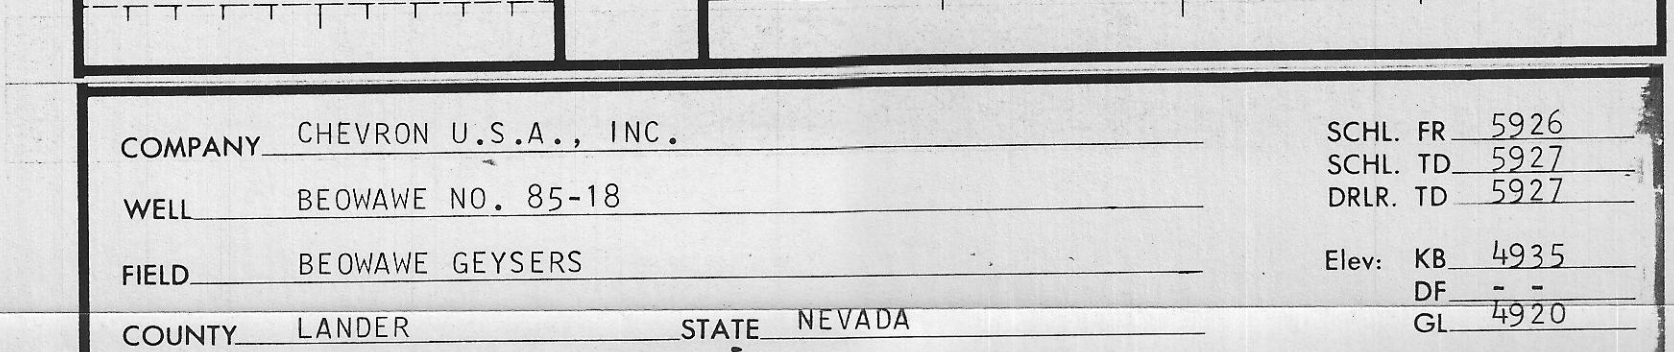 COMPANY CHEVRON U.S.A., INC. SCHL. FR 5926
SCHL. TD 5927
WELL BEOWAWE NO. 85-18 DRLR. TD 5927
FIELD BEOWAWE GEYSERS Elev: KB 4935
DF - -
COUNTY LANDER STATE NEVADA GL 4920